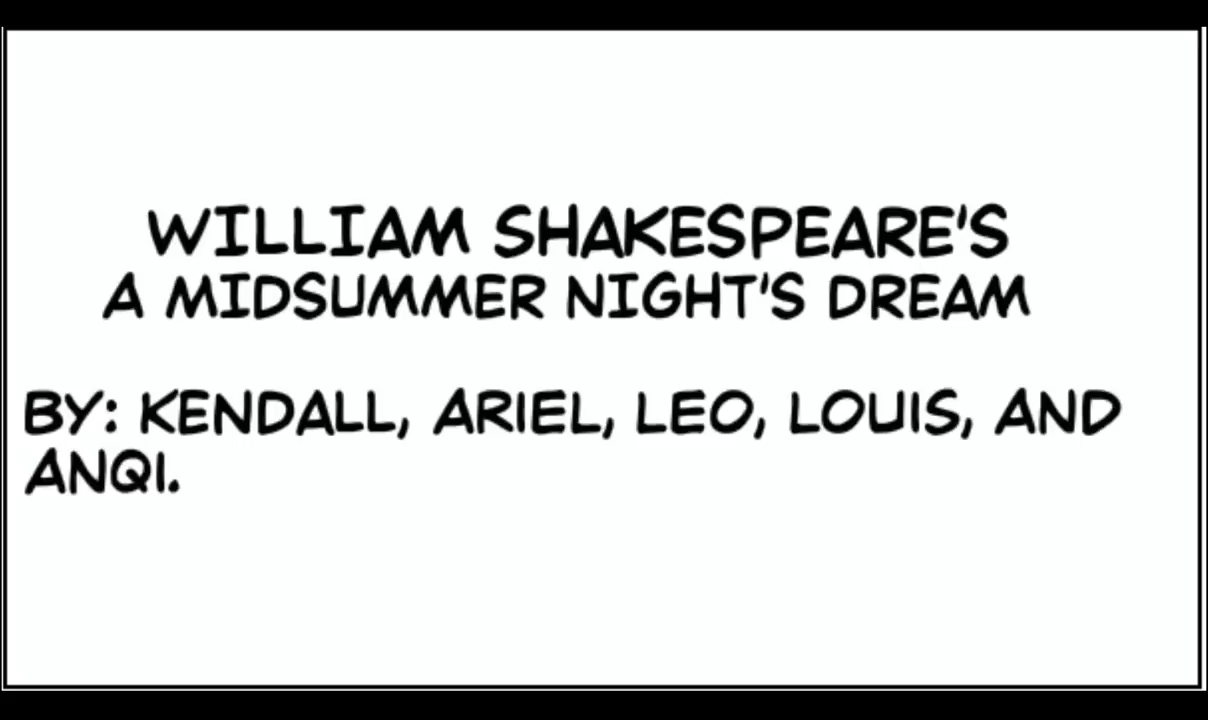 WILLIAM SHAKESPEARE'S
A MIDSUMMER NIGHT'S DREAM
BY: KENDALL, ARIEL, LEO, LOUIS, AND
ANQI.